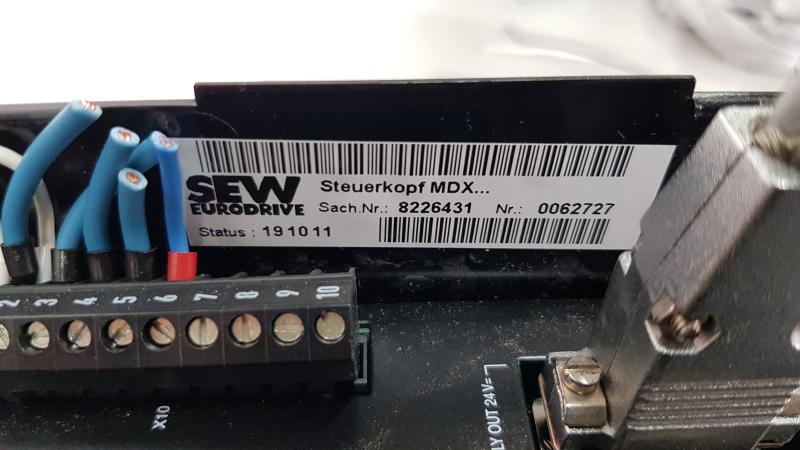 SEW
EURODRIVE
Steuerkopf MDX...
Sach.Nr.: 8226431 Nr.: 0062727
Status : 191011
2 3 4 5 6 7 8 9 10
X10
LY OUT 24V=